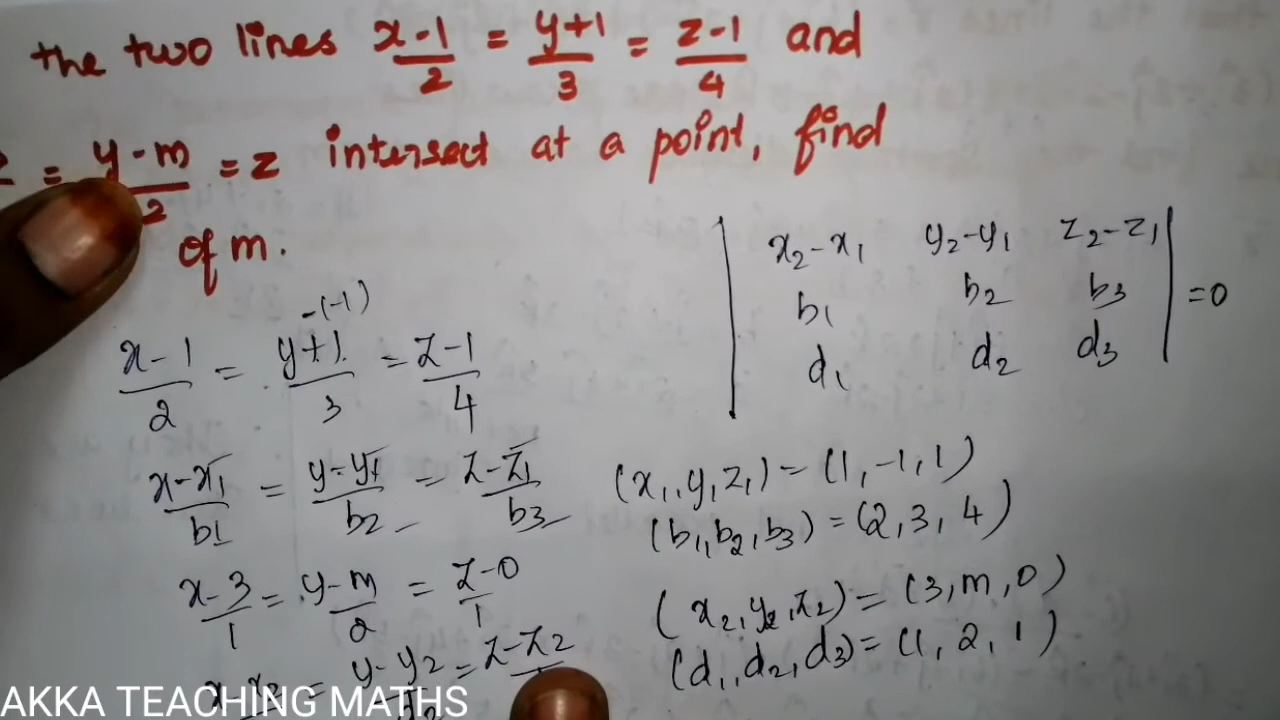 the two lines x-1/2 = y+1/3 = z-1/4 and
= y-m/2 = z intersect at a point, find
of m.
| x₂-x₁ y₂-y₁ z₂-z₁ |
| b₁ b₂ b₃ | =0
| d₁ d₂ d₃ |
-(-1)
x-1/2 = y+1/3 = z-1/4
x-x₁/b₁ = y-y₁/b₂ = z-z₁/b₃
(x₁,y₁z₁) = (1,-1,1)
(b₁,b₂,b₃) = (2,3,4)
x-3/1 = y-m/2 = z-0/1
(x₂,y₂,z₂) = (3,m,0)
(d₁,d₂,d₃) = (1,2,1)
x-x₂ = y-y₂/d₂ = z-z₂
AKKA TEACHING MATHS